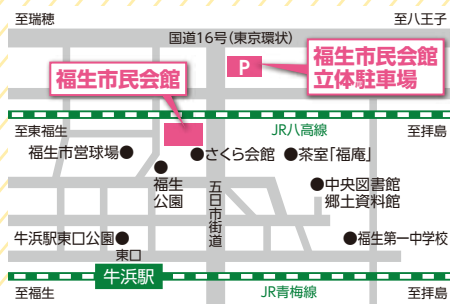 至瑞穂
至八王子
国道16号(東京環状)
P
福生市民会館
立体駐車場
福生市民会館
至東福生
JR八高線
至拝島
福生市営球場
さくら会館
茶室「福庵」
福生
公園
五日市街道
中央図書館
郷土資料館
牛浜駅東口公園
福生第一中学校
東口
牛浜駅
至福生
JR青梅線
至拝島